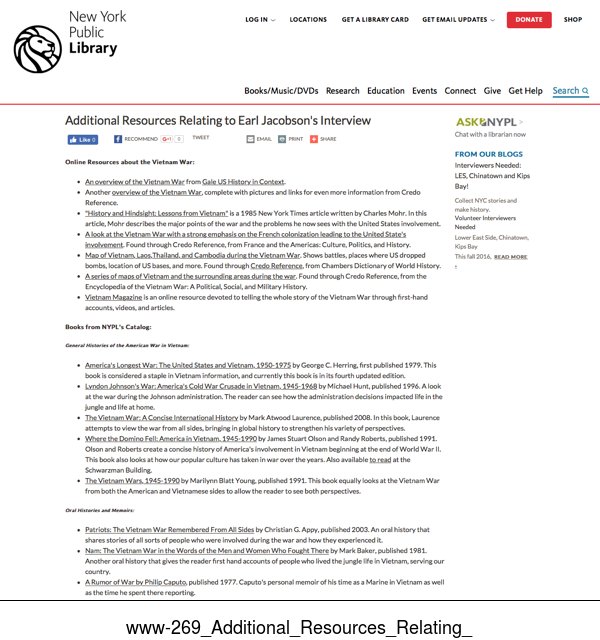 New York
Public
Library
LOG IN
LOCATIONS
GET A LIBRARY CARD
GET EMAIL UPDATES
DONATE
SHOP
Books/Music/DVDs Research Education Events Connect Give Get Help Search
Additional Resources Relating to Earl Jacobson's Interview
Like 0
RECOMMEND
G+1 0
TWEET
EMAIL
PRINT
SHARE
Online Resources about the Vietnam War:
An overview of the Vietnam War from Gale US History in Context.
Another overview of the Vietnam War, complete with pictures and links for even more information from Credo
Reference.
"History and Hindsight: Lessons from Vietnam" is a 1985 New York Times article written by Charles Mohr. In this
article, Mohr describes the major points of the war and the problems he now sees with the United States involvement.
A look at the Vietnam War with a strong emphasis on the French colonization leading to the United State's
involvement. Found through Credo Reference, from France and the Americas: Culture, Politics, and History.
Map of Vietnam, Laos,Thailand, and Cambodia during the Vietnam War. Shows battles, places where US dropped
bombs, location of US bases, and more. Found through Credo Reference, from Chambers Dictionary of World History.
A series of maps of Vietnam and the surrounding areas during the war. Found through Credo Reference, from the
Encyclopedia of the Vietnam War: A Political, Social, and Military History.
Vietnam Magazine is an online resource devoted to telling the whole story of the Vietnam War through first-hand
accounts, videos, and articles.
Books from NYPL's Catalog:
General Histories of the American War in Vietnam:
America's Longest War: The United States and Vietnam, 1950-1975 by George C. Herring, first published 1979. This
book is considered a staple in Vietnam information, and currently this book is in its fourth updated edition.
Lyndon Johnson's War: America's Cold War Crusade in Vietnam, 1945-1968 by Michael Hunt, published 1996. A look
at the war during the Johnson administration. The reader can see how the administration decisions impacted life in the
jungle and life at home.
The Vietnam War: A Concise International History by Mark Atwood Laurence, published 2008. In this book, Laurence
attempts to view the war from all sides, bringing in global history to strengthen his variety of perspectives.
Where the Domino Fell: America in Vietnam, 1945-1990 by James Stuart Olson and Randy Roberts, published 1991.
Olson and Roberts create a concise history of America's involvement in Vietnam beginning at the end of World War II.
This book also looks at how our popular culture has taken in war over the years. Also available to read at the
Schwarzman Building.
The Vietnam Wars, 1945-1990 by Marilynn Blatt Young, published 1991. This book equally looks at the Vietnam War
from both the American and Vietnamese sides to allow the reader to see both perspectives.
Oral Histories and Memoirs:
Patriots: The Vietnam War Remembered From All Sides by Christian G. Appy, published 2003. An oral history that
shares stories of all sorts of people who were involved during the war and how they experienced it.
Nam: The Vietnam War in the Words of the Men and Women Who Fought There by Mark Baker, published 1981.
Another oral history that gives the reader first hand accounts of people who lived the jungle life in Vietnam, serving our
country.
A Rumor of War by Philip Caputo, published 1977. Caputo's personal memoir of his time as a Marine in Vietnam as well
as the time he spent there reporting.
ASK NYPL >
Chat with a librarian now
FROM OUR BLOGS
Interviewers Needed:
LES, Chinatown and Kips
Bay!
Collect NYC stories and
make history.
Volunteer Interviewers
Needed
Lower East Side, Chinatown,
Kips Bay
This fall 2016, READ MORE
www-269_Additional_Resources_Relating_